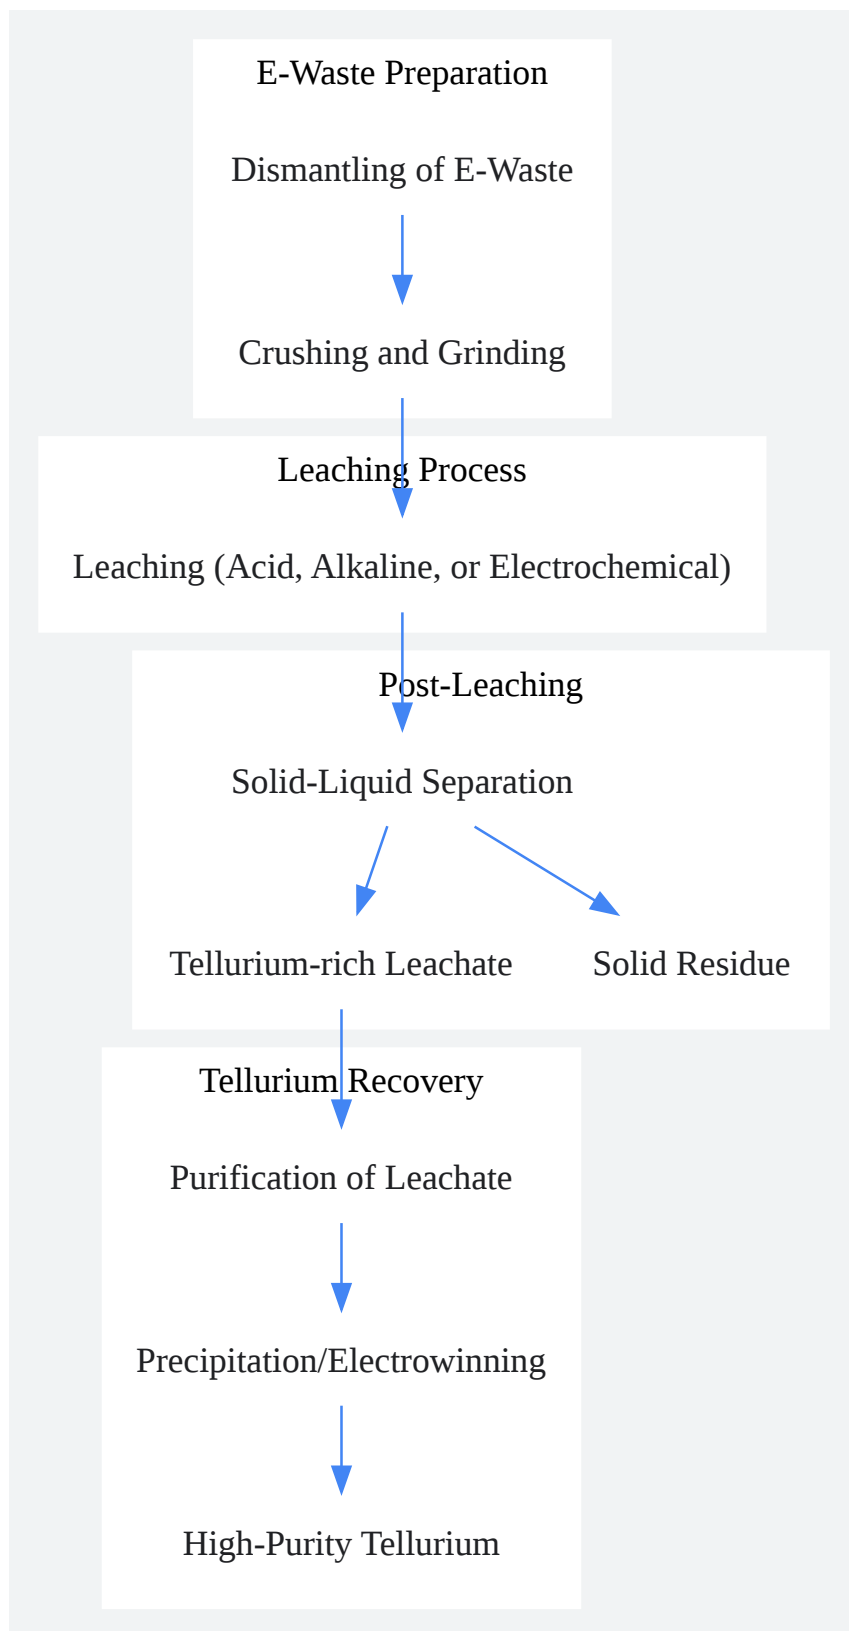 E-Waste Preparation
Dismantling of E-Waste
Crushing and Grinding
Leaching Process
Leaching (Acid, Alkaline, or Electrochemical)
Post-Leaching
Solid-Liquid Separation
Tellurium-rich Leachate
Solid Residue
Tellurium Recovery
Purification of Leachate
Precipitation/Electrowinning
High-Purity Tellurium